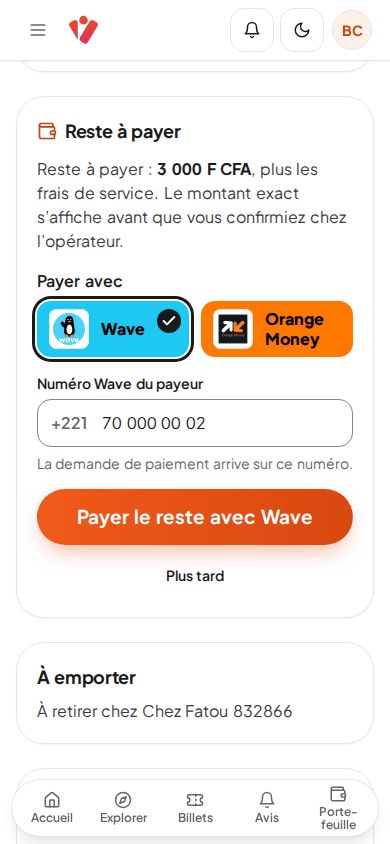 BC
Reste à payer
Reste à payer : 3 000 F CFA, plus les
frais de service. Le montant exact
s'affiche avant que vous confirmiez chez
l'opérateur.
Payer avec
wave
Wave
Orange
Money
Numéro Wave du payeur
+221 70 000 00 02
La demande de paiement arrive sur ce numéro.
Payer le reste avec Wave
Plus tard
À emporter
À retirer chez Chez Fatou 832866
Accueil
Explorer
Billets
Avis
Porte-
feuille